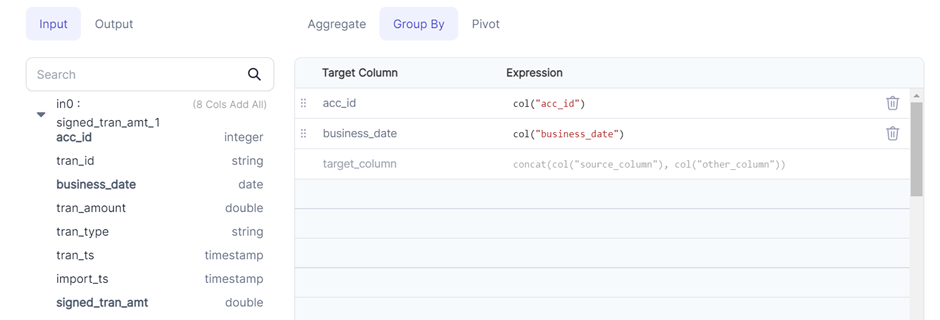 Input Output
Aggregate Group By Pivot
Search
in0 : (8 Cols Add All)
signed_tran_amt_1
acc_id integer
tran_id string
business_date date
tran_amount double
tran_type string
tran_ts timestamp
import_ts timestamp
signed_tran_amt double
Target Column Expression
acc_id col("acc_id")
business_date col("business_date")
target_column concat(col("source_column"), col("other_column"))